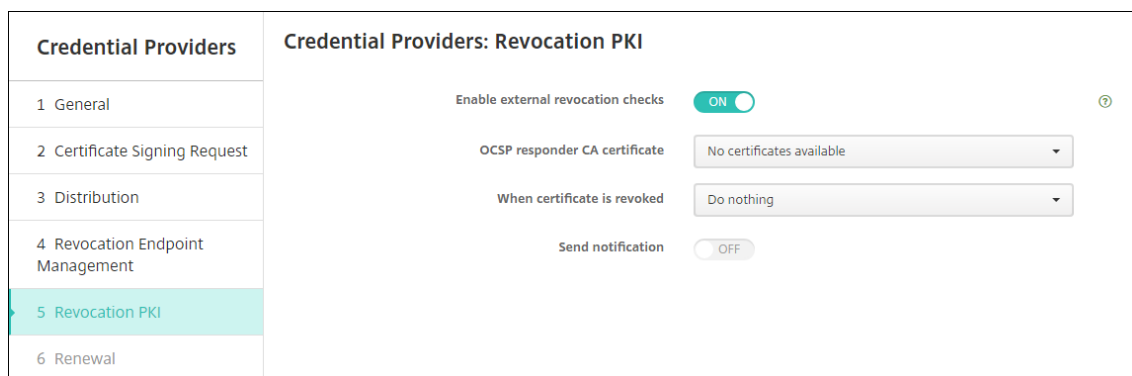 Credential Providers
1 General
2 Certificate Signing Request
3 Distribution
4 Revocation Endpoint
Management
5 Revocation PKI
6 Renewal
Credential Providers: Revocation PKI
Enable external revocation checks ON ?
OCSP responder CA certificate No certificates available
When certificate is revoked Do nothing
Send notification OFF